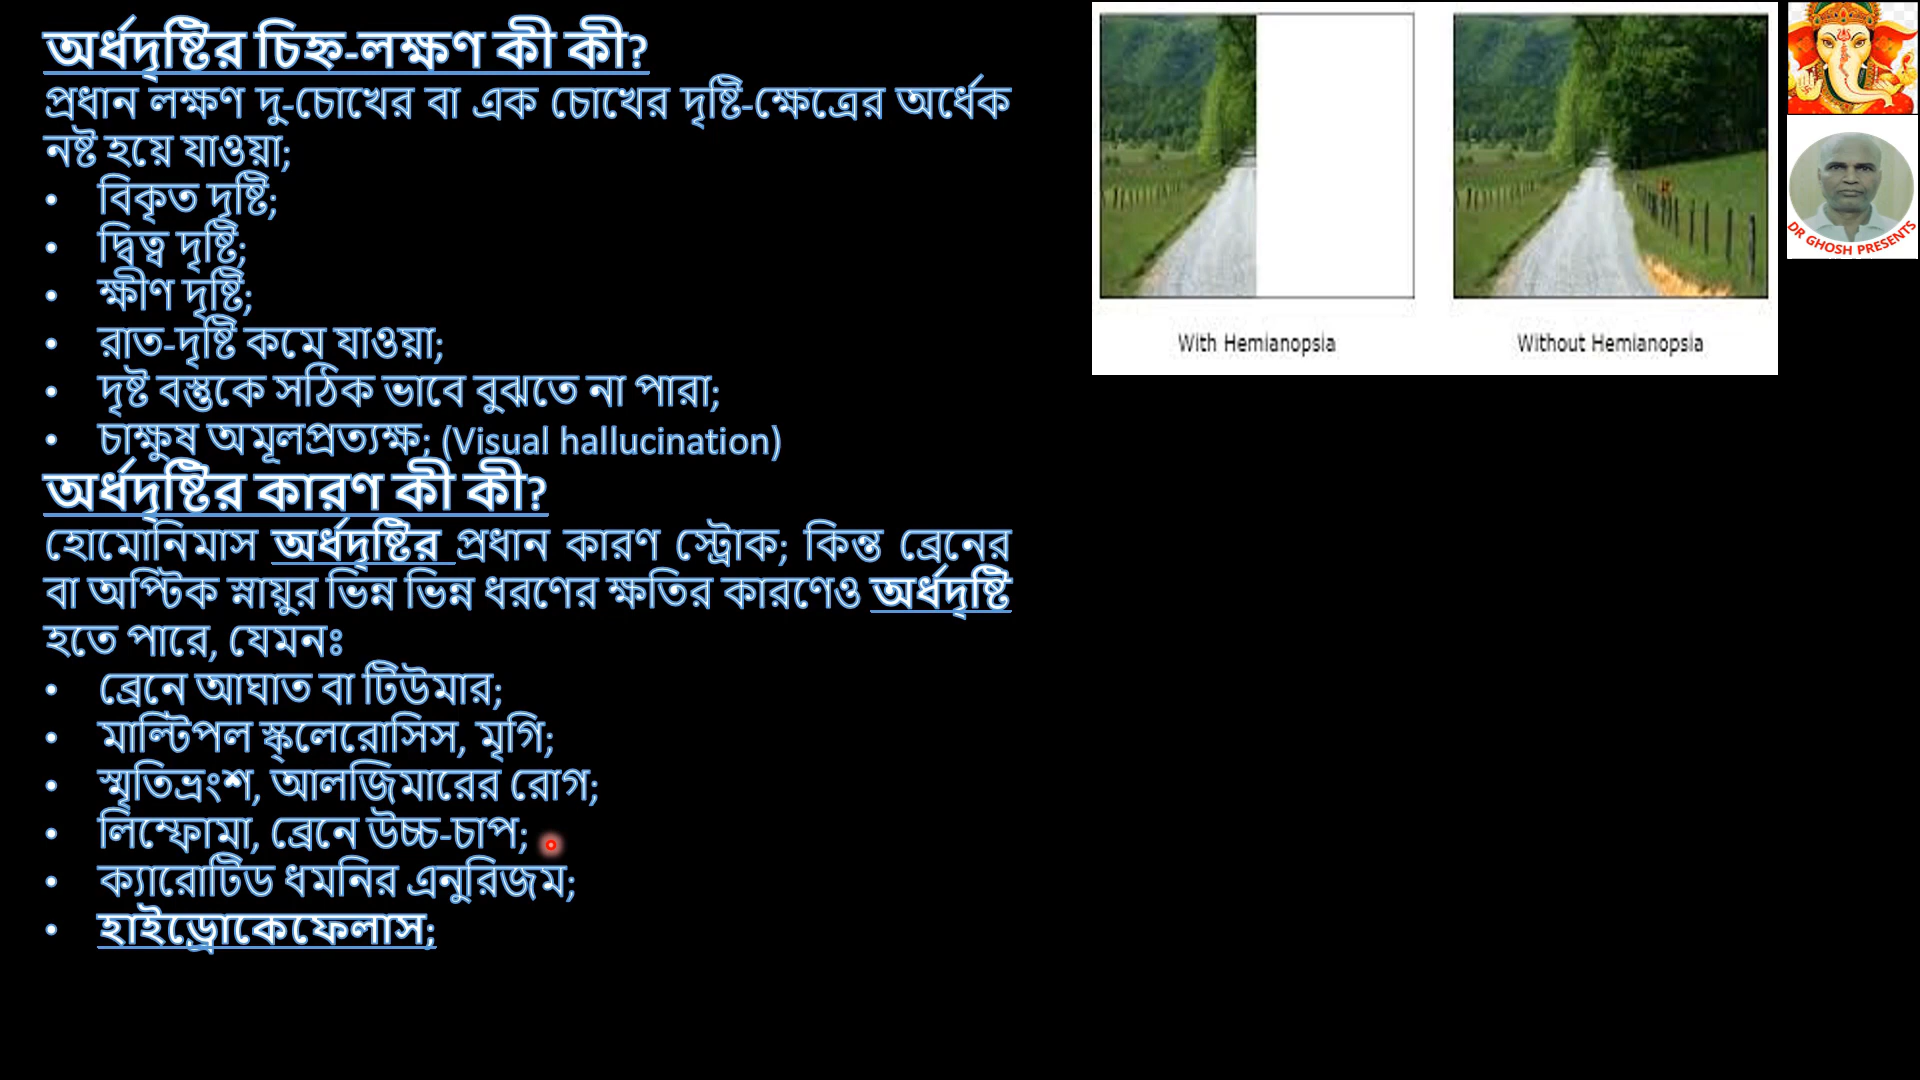 অর্ধদৃষ্টির চিহ্ন-লক্ষণ কী কী?
প্রধান লক্ষণ দু-চোখের বা এক চোখের দৃষ্টি-ক্ষেত্রের অর্ধেক
নষ্ট হয়ে যাওয়া;
• বিকৃত দৃষ্টি;
• দ্বিত্ব দৃষ্টি;
• ক্ষীণ দৃষ্টি;
• রাত-দৃষ্টি কমে যাওয়া;
• দৃষ্ট বস্তুকে সঠিক ভাবে বুঝতে না পারা;
• চাক্ষুষ অমূলপ্রত্যক্ষ; (Visual hallucination)
অর্ধদৃষ্টির কারণ কী কী?
হোমোনিমাস অর্ধদৃষ্টির প্রধান কারণ স্ট্রোক; কিন্ত ব্রেনের
বা অপ্টিক স্নায়ুর ভিন্ন ভিন্ন ধরণের ক্ষতির কারণেও অর্ধদৃষ্টি
হতে পারে, যেমনঃ
• ব্রেনে আঘাত বা টিউমার;
• মাল্টিপল স্ক্লেরোসিস, মৃগি;
• স্মৃতিভ্রংশ, আলজিমারের রোগ;
• লিম্ফোমা, ব্রেনে উচ্চ-চাপ;
• ক্যারোটিড ধমনির এনুরিজম;
• হাইড্রোকেফেলাস;
With Hemianopsia
Without Hemianopsia
DR GHOSH PRESENTS